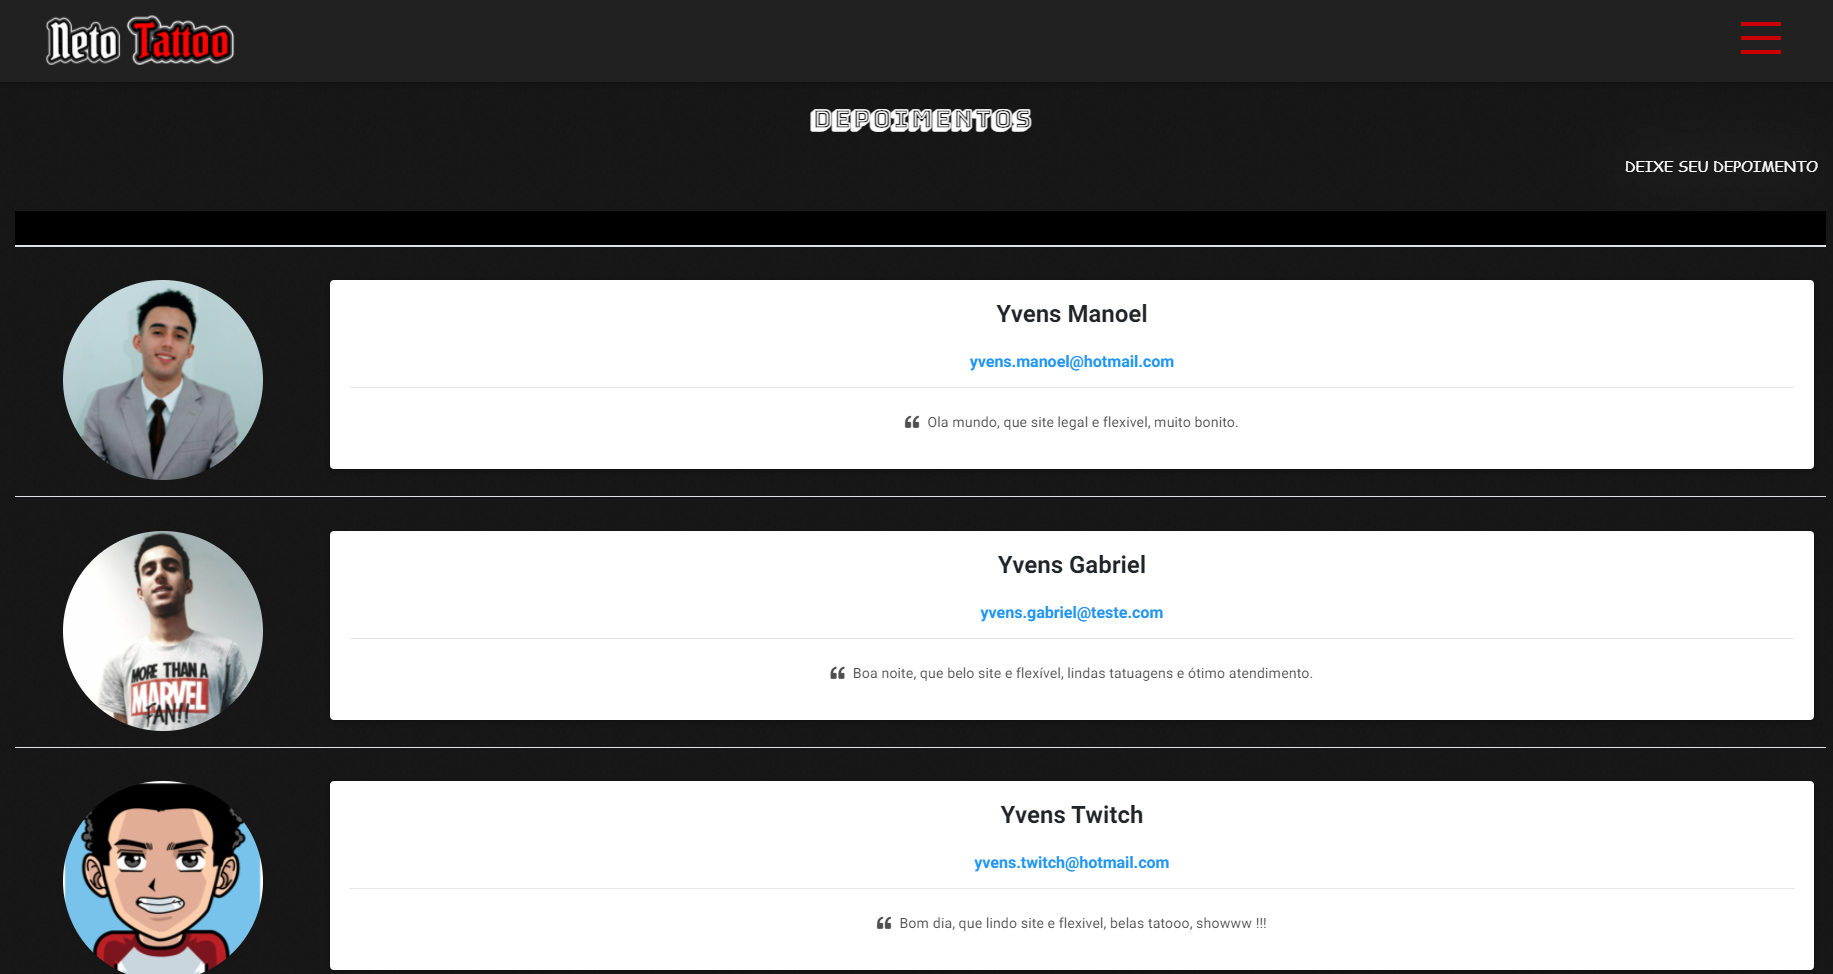 Neto Tattoo
DEPOIMENTOS
DEIXE SEU DEPOIMENTO
Yvens Manoel
yvens.manoel@hotmail.com
“ Ola mundo, que site legal e flexivel, muito bonito.
Yvens Gabriel
yvens.gabriel@teste.com
“ Boa noite, que belo site e flexível, lindas tatuagens e ótimo atendimento.
MORE THAN A
MARVEL
FAN!!
Yvens Twitch
yvens.twitch@hotmail.com
“ Bom dia, que lindo site e flexivel, belas tatooo, showww !!!